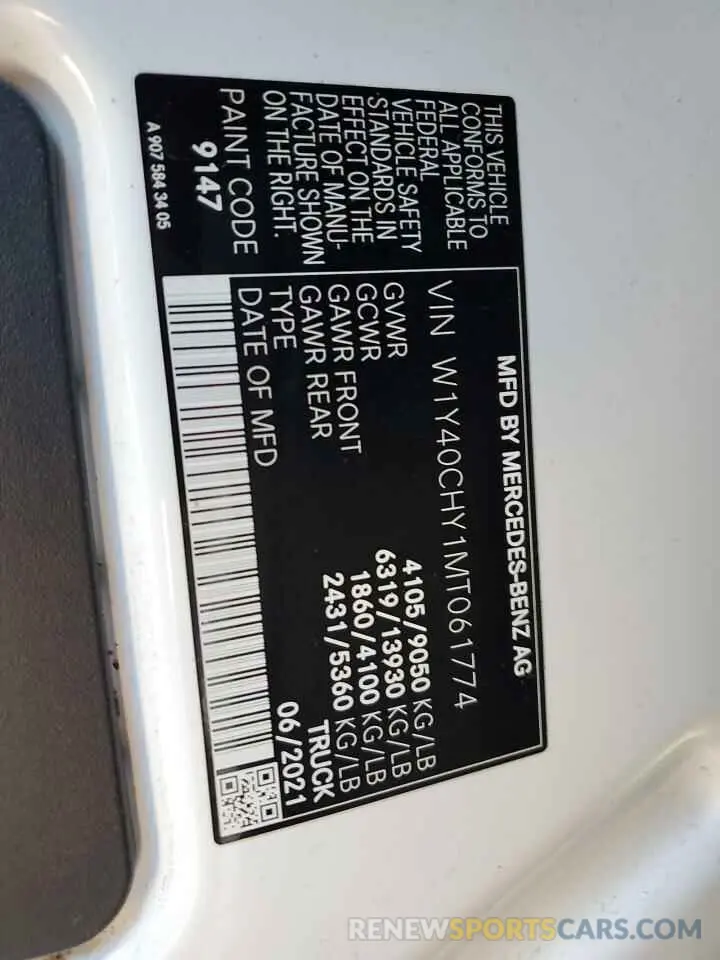 MFD BY MERCEDES-BENZ AG
THIS VEHICLE
CONFORMS TO
ALL APPLICABLE
FEDERAL
VEHICLE SAFETY
STANDARDS IN
EFFECT ON THE
DATE OF MANU-
FACTURE SHOWN
ON THE RIGHT.
PAINT CODE
9147
A 907 584 34 05
VIN W1Y40CHY1MT061774
GVWR 4105/9050 KG/LB
GCWR 6319/13930 KG/LB
GAWR FRONT 1860/4100 KG/LB
GAWR REAR 2431/5360 KG/LB
TYPE TRUCK
DATE OF MFD 06/2021
RENEWSPORTSCARS.COM